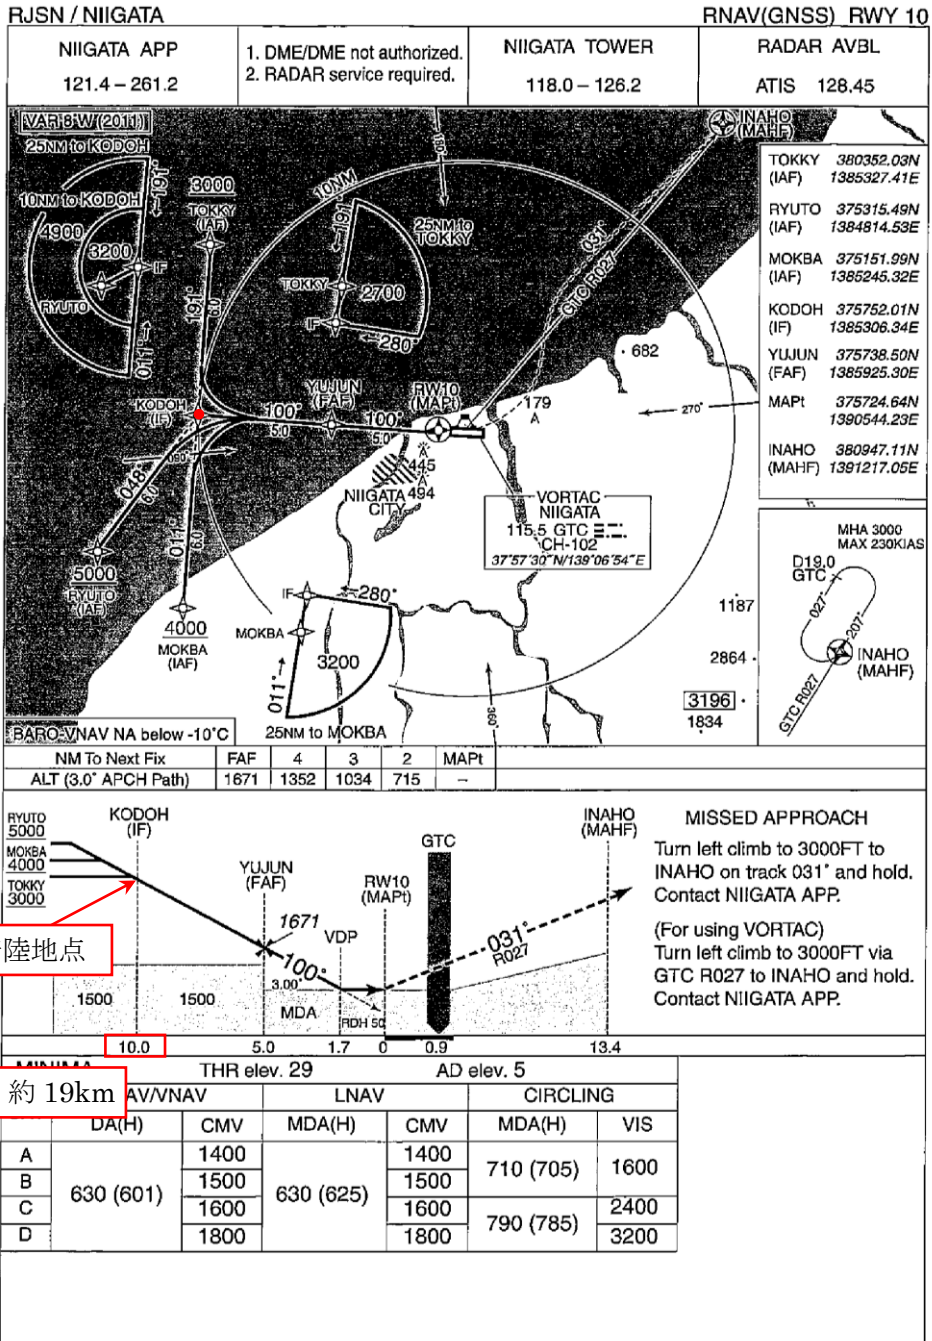 RJSN / NIIGATA
RNAV(GNSS) RWY 10
NIIGATA APP
121.4 – 261.2
1. DME/DME not authorized.
2. RADAR service required.
NIIGATA TOWER
118.0 – 126.2
RADAR AVBL
ATIS 128.45
VAR 8°W (2011)
25NM to KODOH
10NM to KODOH
4900
3200
191°
011°
IF
RYUTO
3000
TOKKY
(IAF)
191°
6.0
10NM
180°
191°
25NM to
TOKKY
TOKKY
2700
IF
280°
INAHO
(MAHF)
031°
GTC R027
682
270°
TOKKY 380352.03N
(IAF) 1385327.41E
RYUTO 375315.49N
(IAF) 1384814.53E
MOKBA 375151.99N
(IAF) 1385245.32E
KODOH 375752.01N
(IF) 1385306.34E
YUJUN 375738.50N
(FAF) 1385925.30E
MAPt 375724.64N
1390544.23E
INAHO 380947.11N
(MAHF) 1391217.05E
KODOH
(IF)
100°
5.0
YUJUN
(FAF)
100°
5.0
RW10
(MAPt)
179
A
090°
048°
6.0
011°
6.0
445
494
NIIGATA
CITY
VORTAC
NIIGATA
115.5 GTC
CH-102
37°57'30"N/139°06'54"E
5000
RYUTO
(IAF)
4000
MOKBA
(IAF)
IF
280°
MOKBA
3200
011°
25NM to MOKBA
360°
1187
2864
3196
1834
MHA 3000
MAX 230KIAS
D19.0
GTC
027°
207°
INAHO
(MAHF)
GTC R027
BARO-VNAV NA below -10°C
NM To Next Fix FAF 4 3 2 MAPt
ALT (3.0° APCH Path) 1671 1352 1034 715 –
RYUTO
5000
MOKBA
4000
TOKKY
3000
KODOH
(IF)
YUJUN
(FAF)
1671
VDP
RW10
(MAPt)
GTC
INAHO
(MAHF)
031°
R027
100°
3.00°
MDA
RDH 50
1500
1500
陸地点
10.0 5.0 1.7 0 0.9 13.4
MISSED APPROACH
Turn left climb to 3000FT to
INAHO on track 031° and hold.
Contact NIIGATA APP.
(For using VORTAC)
Turn left climb to 3000FT via
GTC R027 to INAHO and hold.
Contact NIIGATA APP.
MINIMA THR elev. 29 AD elev. 5
約 19km
AV/VNAV LNAV CIRCLING
DA(H) CMV MDA(H) CMV MDA(H) VIS
A 630 (601) 1400 630 (625) 1400 710 (705) 1600
B 1500 1500
C 1600 1600 790 (785) 2400
D 1800 1800 3200